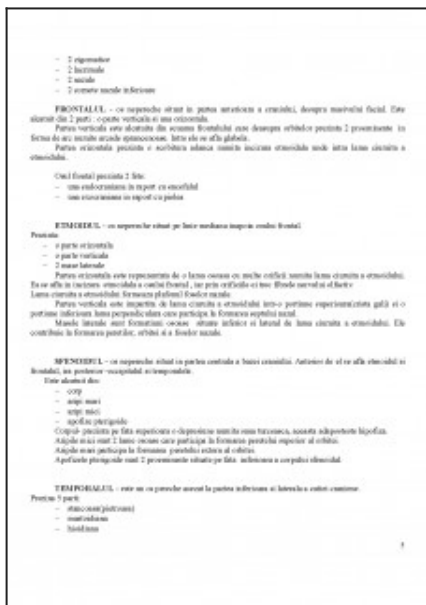 - 2 zigomatice
- 2 lacrimale
- 2 nazale
- 2 cornete nazale inferioare
FRONTALUL - os nepereche situat in partea anterioara a craniului, deasupra masivului facial. Este
alcatuit din 2 parti : o parte verticala si una orizontala.
Partea verticala este alcatuita din scuama frontalului care deasupra orbitelor prezinta 2 proeminente in
forma de arc numite arcade sprancenoase. Intre ele se afla glabela.
Partea orizontala prezinta o scobitura adanca numita incizura etmoidala unde intra lama ciuruita a
etmoidului.
Osul frontal prezinta 2 fete:
- una endocraniana in raport cu encefalul
- una exocraniana in raport cu pielea
ETMOIDUL - os nepereche situat pe linie mediana inapoia osului frontal.
Prezinta:
- o parte orizontala
- o parte verticala
- 2 mase laterale
Partea orizontala este reprezentata de o lama osoasa cu multe orificii numita lama ciuruita a etmoidului.
Ea se afla in incizura etmoidala a osului frontal, iar prin orificiile ei trec filetele nervului olfactiv
Lama ciuruita a etmoidului formeaza plafonul foselor nazale.
Partea verticala este impartita de lama ciuruita a etmoidului intr-o portiune superioara(crista galli) si o
portiune inferioara lama perpendiculara care participa la formarea septului nazal.
Masele laterale sunt formatiuni osoase situate inferior si lateral de lama ciuruita a etmoidului. Ele
contribuie la formarea peretilor, orbitei si a foselor nazale.
SFENOIDUL - os nepereche situat in partea centrala a bazei craniului. Anterior de el se afla etmoidul si
frontalul, iar posterior -occipitalul si temporalele.
Este alcatuit din:
- corp
- aripi mari
- aripi mici
- apofize pterigoide
Corpul- prezinta pe fata superioara o depresiune numita saua turceasca, aceasta adaposteste hipofiza.
Aripile mici sunt 2 lame osoase care participa la formarea peretelui superior al orbitei.
Aripile mari participa la formarea peretelui extern al orbitei.
Apofizele pterigoide sunt 2 proeminente situate pe fata inferioara a corpului sfenoidal.
TEMPORALUL - este un os pereche asezat la partea inferioara si laterala a cutiei craniene.
Prezinta 5 parti:
- stancoasa(pietroasa)
- mastoidiana
- hioidiana